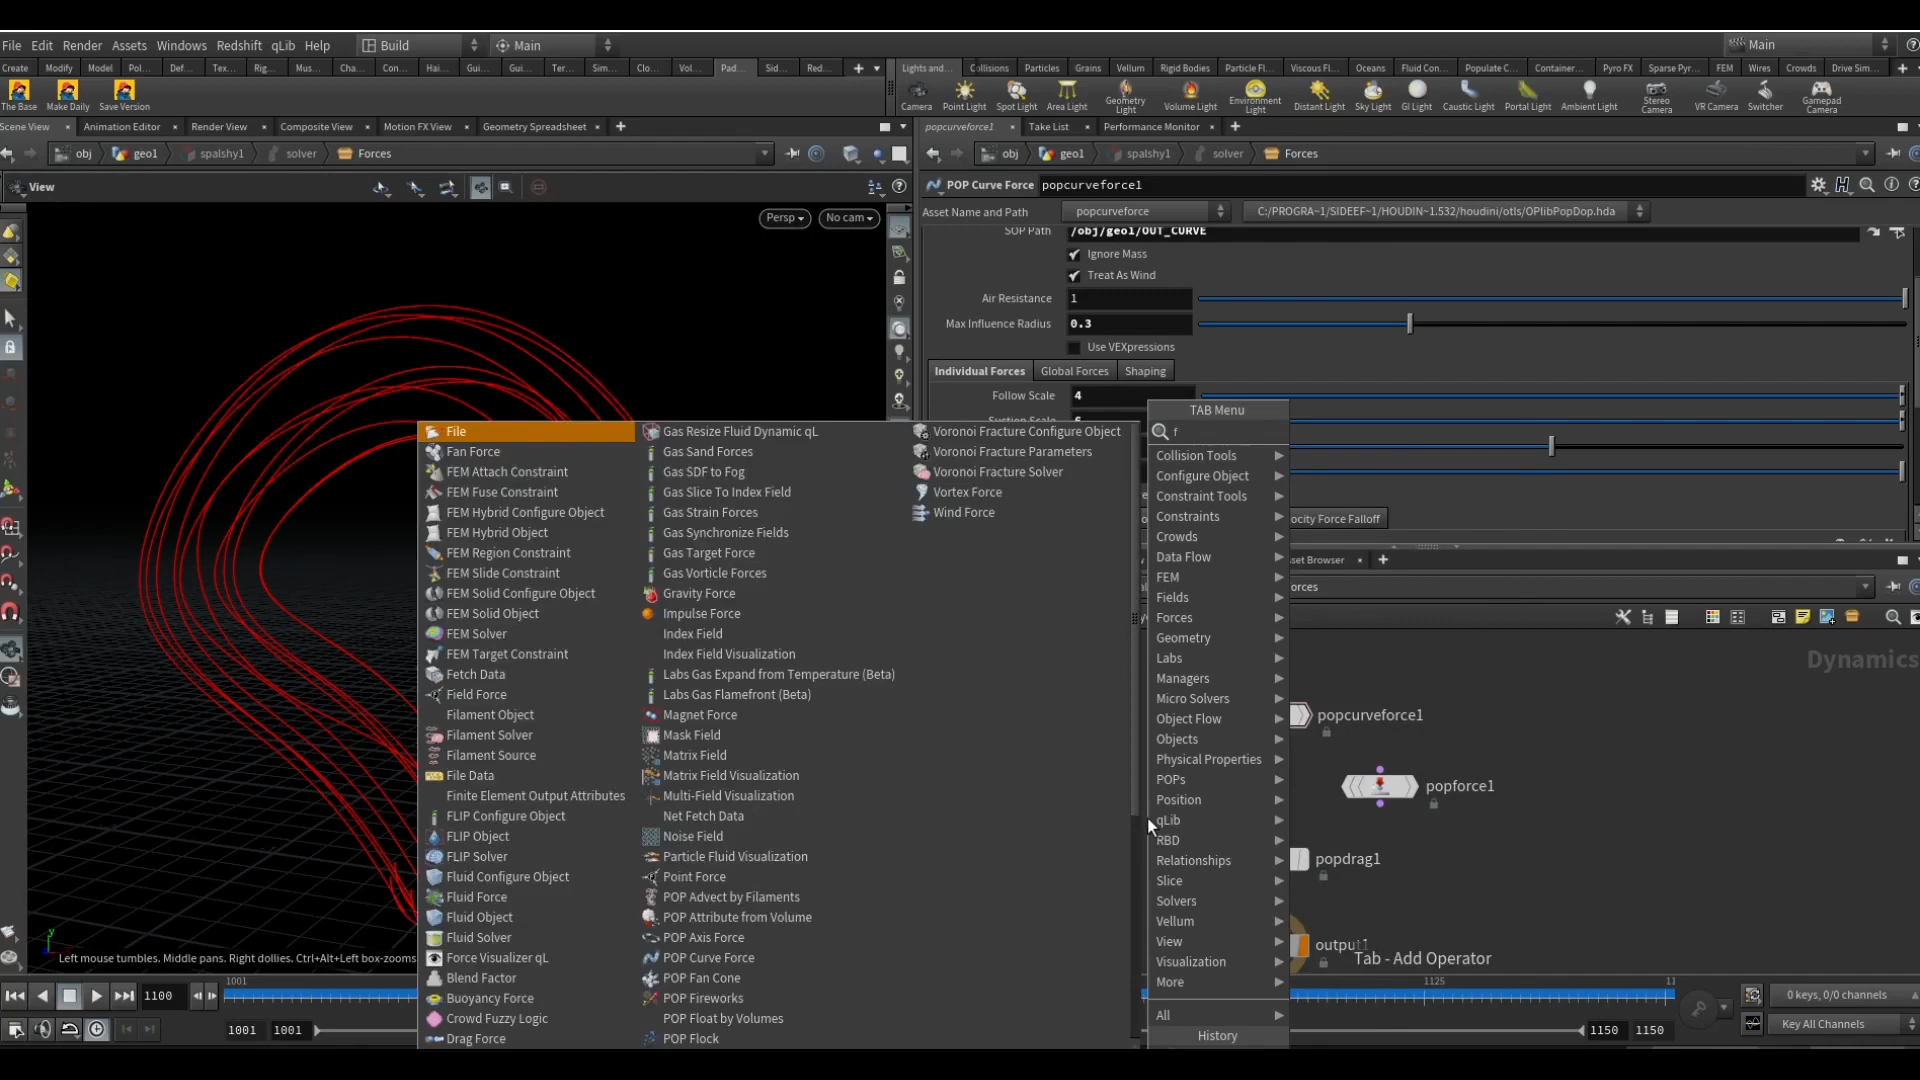 File Edit Render Assets Windows Redshift qLib Help Build Main Main
Create Modify Model Pol... Def... Tex... Rig... Mus... Cha... Con... Hai... Gui... Gui... Ter... Sim... Clo... Vol... Pad... Sid... Red...
Lights and... Collisions Particles Grains Vellum Rigid Bodies Particle Fl... Viscous Fl... Oceans Fluid Con... Populate C... Container... Pyro FX Sparse Pyr... FEM Wires Crowds Drive Sim...
The Base Make Daily Save Version
Camera Point Light Spot Light Area Light Geometry Light Volume Light Environment Light Distant Light Sky Light GI Light Caustic Light Portal Light Ambient Light Stereo Camera VR Camera Switcher Gamepad Camera
Scene View Animation Editor Render View Composite View Motion FX View Geometry Spreadsheet
popcurveforce1 Take List Performance Monitor
obj geo1 spalshy1 solver Forces
obj geo1 spalshy1 solver Forces
View
Persp No cam
POP Curve Force popcurveforce1
Asset Name and Path popcurveforce C:/PROGRA~1/SIDEEF~1/HOUDIN~1.532/houdini/otls/OPlibPopDop.hda
SOP Path /obj/geo1/OUT_CURVE
Ignore Mass
Treat As Wind
Air Resistance 1
Max Influence Radius 0.3
Use VEXpressions
Individual Forces Global Forces Shaping
Follow Scale 4
ocity Force Falloff
sset Browser
orces
TAB Menu
f
Collision Tools
Configure Object
Constraint Tools
Constraints
Crowds
Data Flow
FEM
Fields
Forces
Geometry
Labs
Managers
Micro Solvers
Object Flow
Objects
Physical Properties
POPs
Position
qLib
RBD
Relationships
Slice
Solvers
Vellum
View
Visualization
More
All
History
File
Fan Force
FEM Attach Constraint
FEM Fuse Constraint
FEM Hybrid Configure Object
FEM Hybrid Object
FEM Region Constraint
FEM Slide Constraint
FEM Solid Configure Object
FEM Solid Object
FEM Solver
FEM Target Constraint
Fetch Data
Field Force
Filament Object
Filament Solver
Filament Source
File Data
Finite Element Output Attributes
FLIP Configure Object
FLIP Object
FLIP Solver
Fluid Configure Object
Fluid Force
Fluid Object
Fluid Solver
Force Visualizer qL
Blend Factor
Buoyancy Force
Crowd Fuzzy Logic
Drag Force
Gas Resize Fluid Dynamic qL
Gas Sand Forces
Gas SDF to Fog
Gas Slice To Index Field
Gas Strain Forces
Gas Synchronize Fields
Gas Target Force
Gas Vorticle Forces
Gravity Force
Impulse Force
Index Field
Index Field Visualization
Labs Gas Expand from Temperature (Beta)
Labs Gas Flamefront (Beta)
Magnet Force
Mask Field
Matrix Field
Matrix Field Visualization
Multi-Field Visualization
Net Fetch Data
Noise Field
Particle Fluid Visualization
Point Force
POP Advect by Filaments
POP Attribute from Volume
POP Axis Force
POP Curve Force
POP Fan Cone
POP Fireworks
POP Float by Volumes
POP Flock
Voronoi Fracture Configure Object
Voronoi Fracture Parameters
Voronoi Fracture Solver
Vortex Force
Wind Force
Dynamics
popcurveforce1
popforce1
popdrag1
output1
Tab - Add Operator
y
Left mouse tumbles. Middle pans. Right dollies. Ctrl+Alt+Left box-zooms
1100 1001 1125 11 0 keys, 0/0 channels
1001 1001 1150 1150 Key All Channels